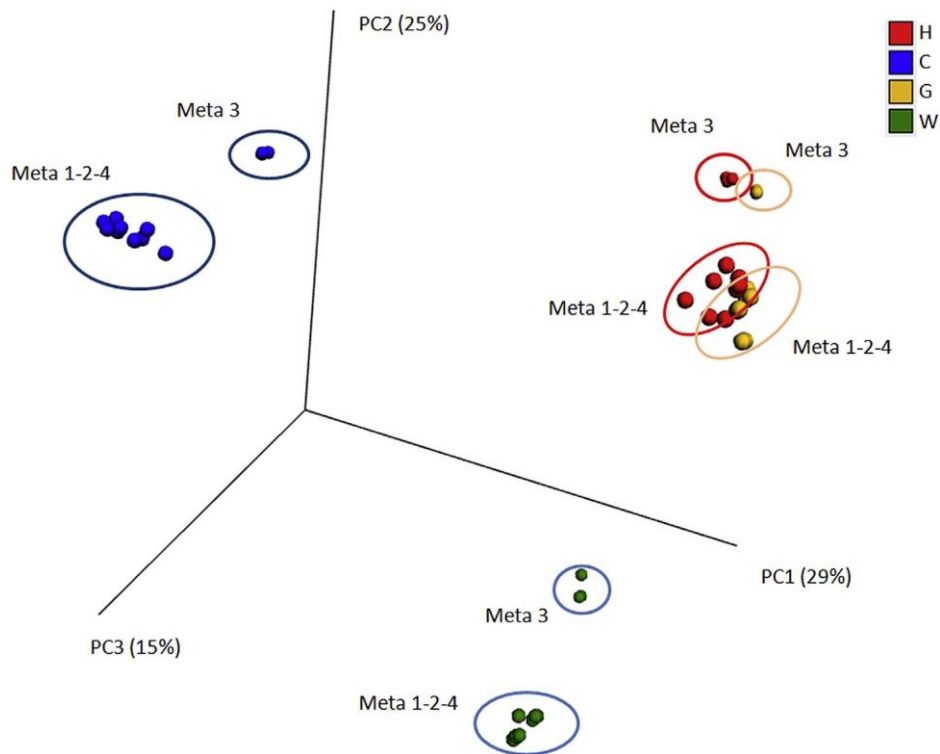 PC2 (25%)
H
C
G
W
Meta 3
Meta 1-2-4
Meta 3
Meta 3
Meta 1-2-4
Meta 1-2-4
PC1 (29%)
Meta 3
PC3 (15%)
Meta 1-2-4